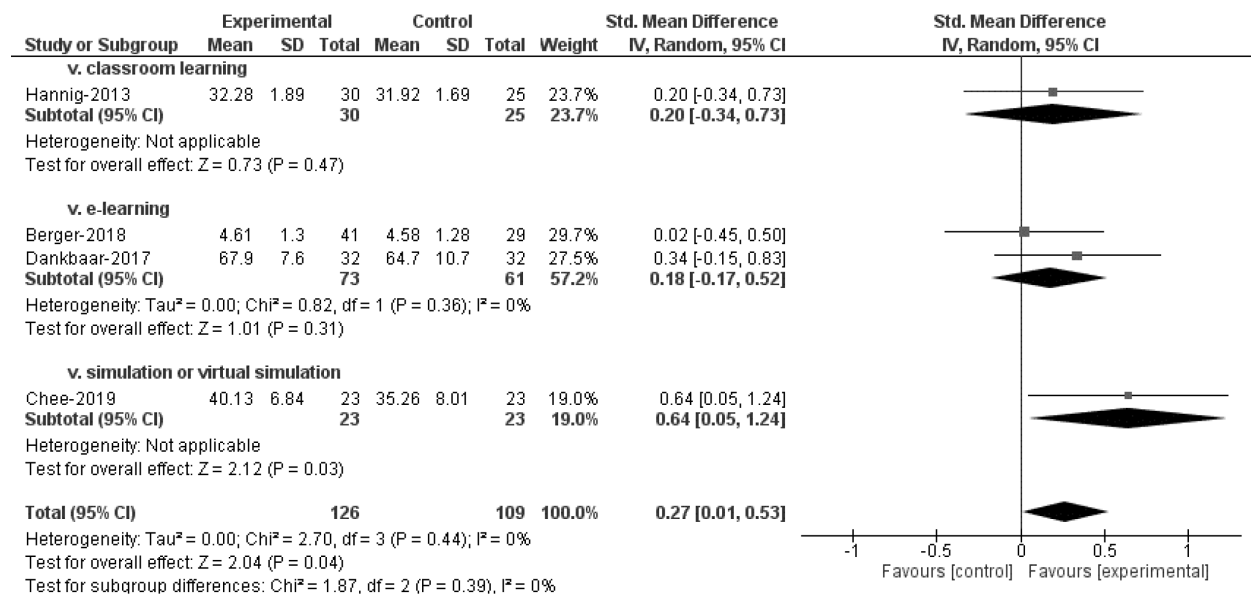 Experimental Control Std. Mean Difference Std. Mean Difference
Study or Subgroup Mean SD Total Mean SD Total Weight IV, Random, 95% CI IV, Random, 95% CI
v. classroom learning
Hannig-2013 32.28 1.89 30 31.92 1.69 25 23.7% 0.20 [-0.34, 0.73]
Subtotal (95% CI) 30 25 23.7% 0.20 [-0.34, 0.73]
Heterogeneity: Not applicable
Test for overall effect: Z = 0.73 (P = 0.47)
v. e-learning
Berger-2018 4.61 1.3 41 4.58 1.28 29 29.7% 0.02 [-0.45, 0.50]
Dankbaar-2017 67.9 7.6 32 64.7 10.7 32 27.5% 0.34 [-0.15, 0.83]
Subtotal (95% CI) 73 61 57.2% 0.18 [-0.17, 0.52]
Heterogeneity: Tau² = 0.00; Chi² = 0.82, df = 1 (P = 0.36); I² = 0%
Test for overall effect: Z = 1.01 (P = 0.31)
v. simulation or virtual simulation
Chee-2019 40.13 6.84 23 35.26 8.01 23 19.0% 0.64 [0.05, 1.24]
Subtotal (95% CI) 23 23 19.0% 0.64 [0.05, 1.24]
Heterogeneity: Not applicable
Test for overall effect: Z = 2.12 (P = 0.03)
Total (95% CI) 126 109 100.0% 0.27 [0.01, 0.53]
Heterogeneity: Tau² = 0.00; Chi² = 2.70, df = 3 (P = 0.44); I² = 0%
Test for overall effect: Z = 2.04 (P = 0.04)
Test for subgroup differences: Chi² = 1.87, df = 2 (P = 0.39), I² = 0%
-1 -0.5 0 0.5 1
Favours [control] Favours [experimental]